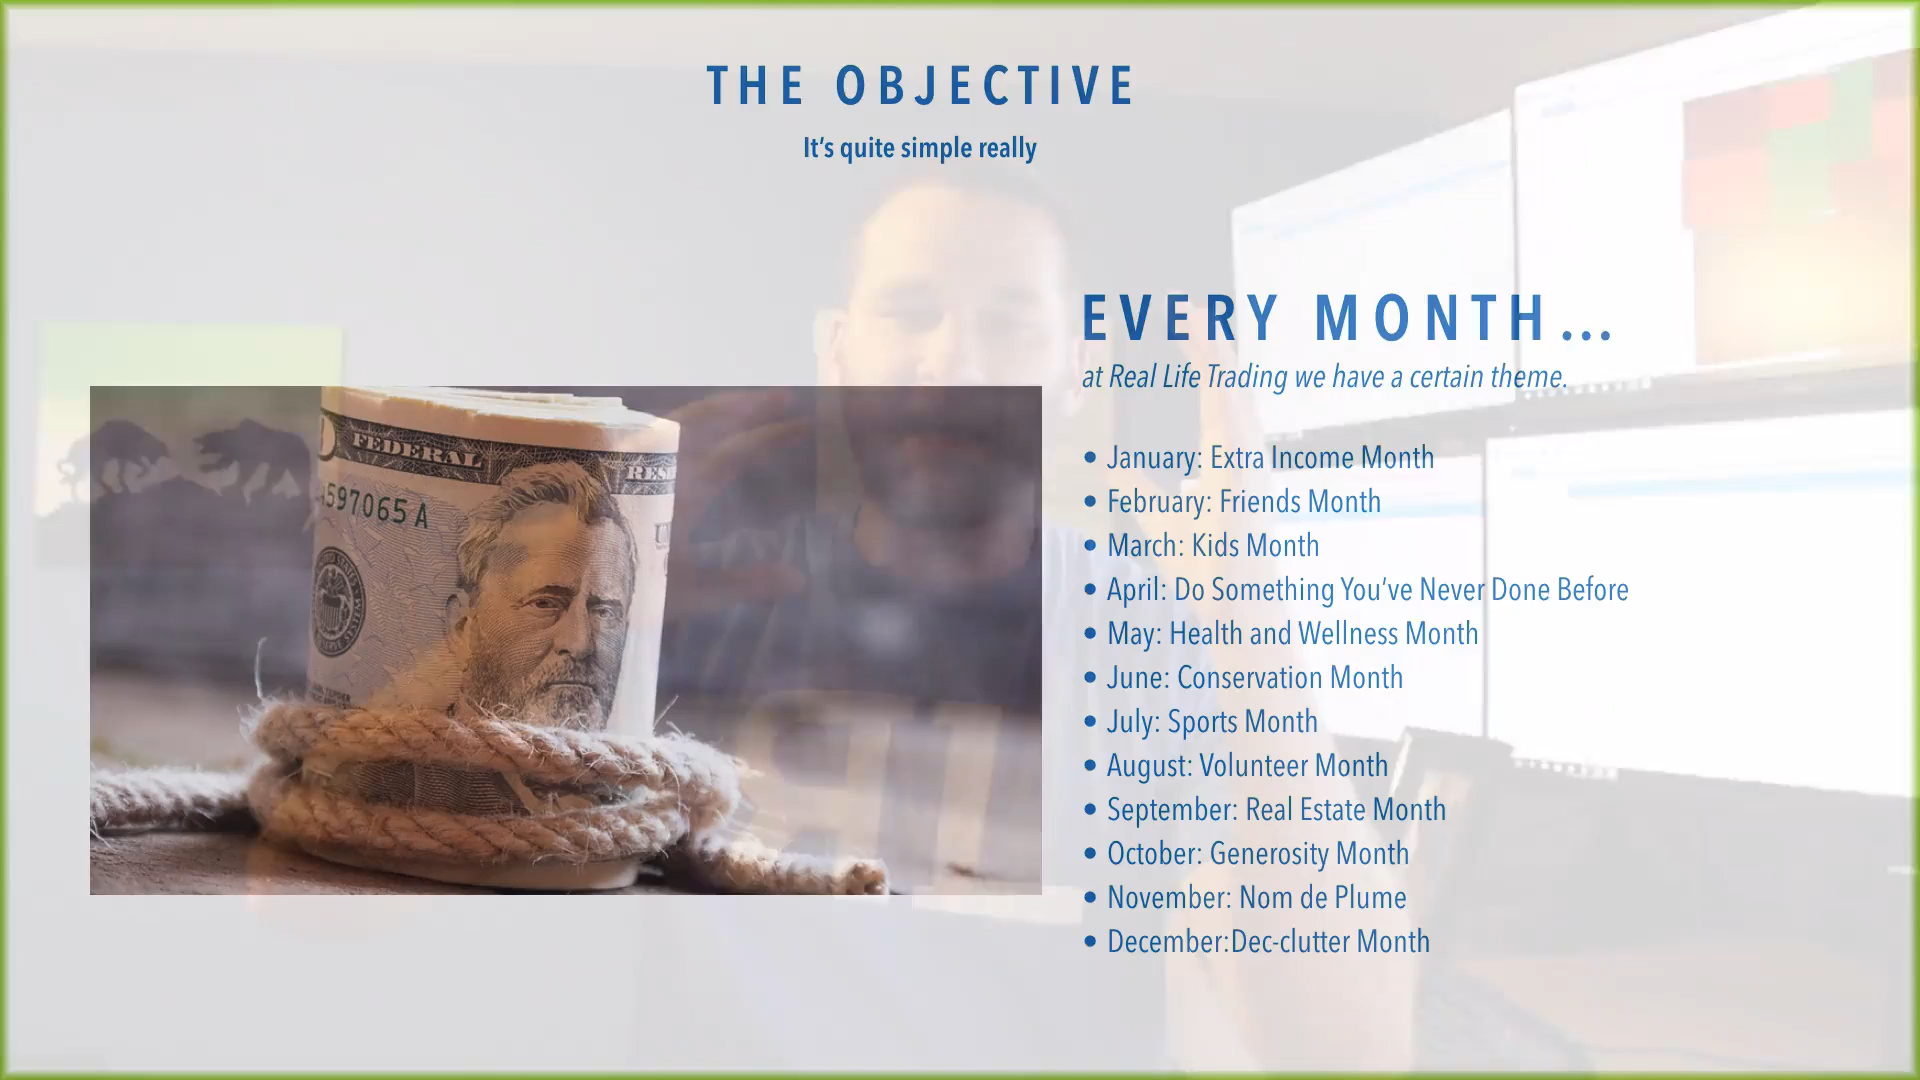 THE OBJECTIVE
It’s quite simple really
EVERY MONTH…
at Real Life Trading we have a certain theme.
• January: Extra Income Month
• February: Friends Month
• March: Kids Month
• April: Do Something You’ve Never Done Before
• May: Health and Wellness Month
• June: Conservation Month
• July: Sports Month
• August: Volunteer Month
• September: Real Estate Month
• October: Generosity Month
• November: Nom de Plume
• December:Dec-clutter Month
FEDERAL
597065 A